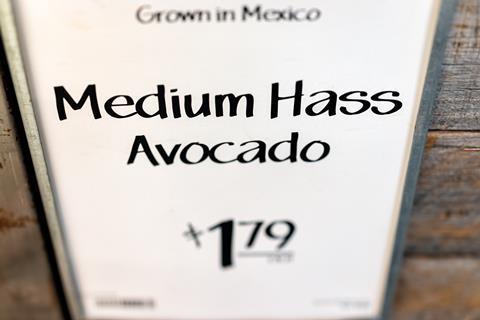 Grown in Mexico
Medium Hass
Avocado
$1.79